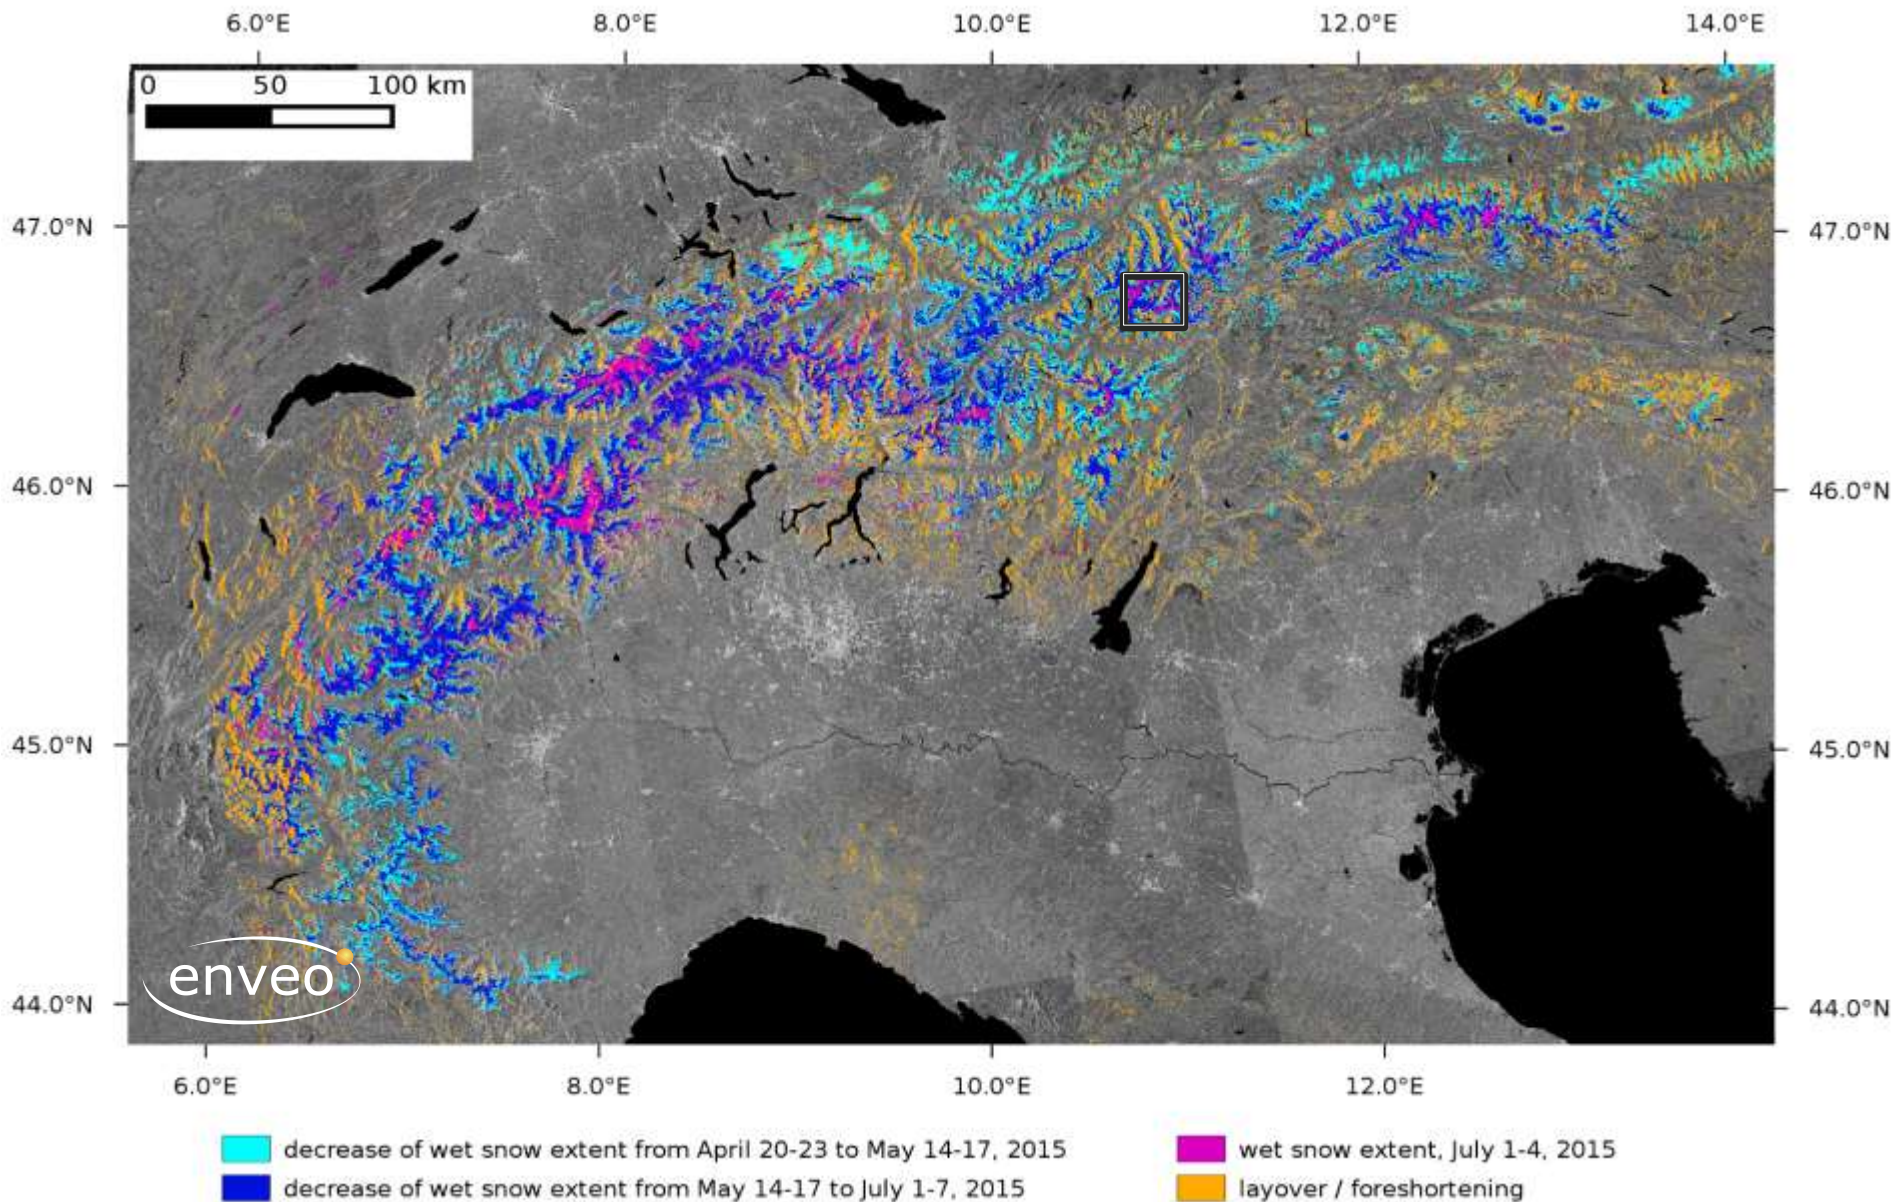 6.0°E 8.0°E 10.0°E 12.0°E 14.0°E
0 50 100 km
47.0°N 47.0°N
46.0°N 46.0°N
45.0°N 45.0°N
enveo
44.0°N 44.0°N
6.0°E 8.0°E 10.0°E 12.0°E
decrease of wet snow extent from April 20-23 to May 14-17, 2015 wet snow extent, July 1-4, 2015
decrease of wet snow extent from May 14-17 to July 1-7, 2015 layover / foreshortening